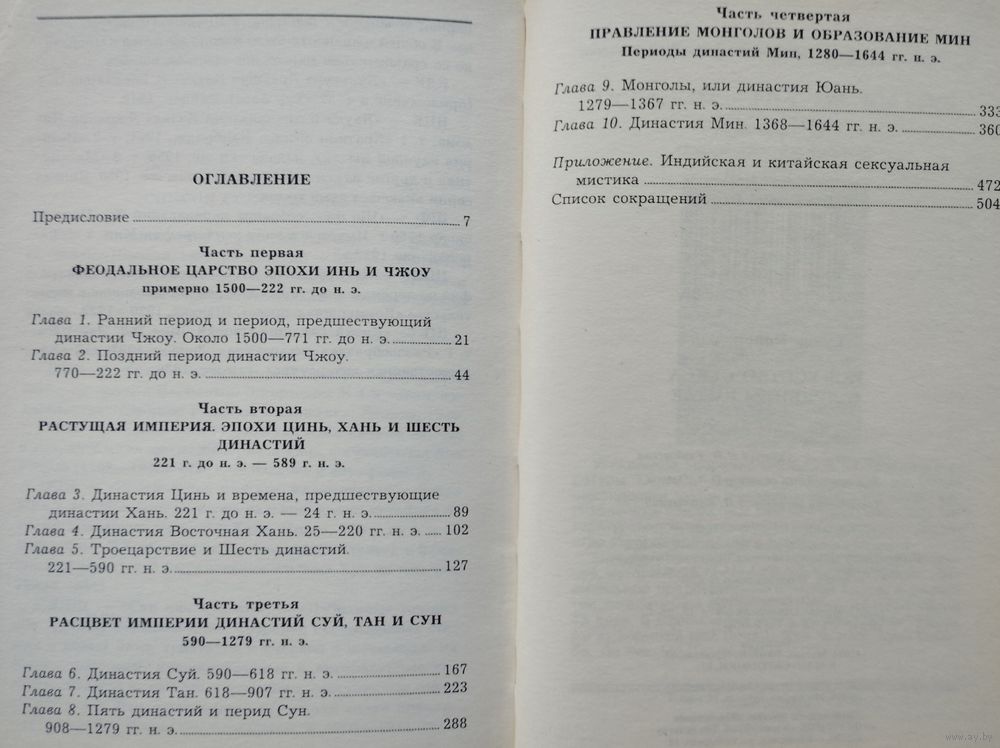 ОГЛАВЛЕНИЕ
Предисловие 7
Часть первая
ФЕОДАЛЬНОЕ ЦАРСТВО ЭПОХИ ИНЬ И ЧЖОУ
примерно 1500—222 гг. до н. э.
Глава 1. Ранний период и период, предшествующий
династии Чжоу. Около 1500—771 гг. до н. э. 21
Глава 2. Поздний период династии Чжоу.
770—222 гг. до н. э. 44
Часть вторая
РАСТУЩАЯ ИМПЕРИЯ. ЭПОХИ ЦИНЬ, ХАНЬ И ШЕСТЬ
ДИНАСТИЙ
221 г. до н. э. — 589 г. н. э.
Глава 3. Династия Цинь и времена, предшествующие
династии Хань. 221 г. до н. э. — 24 г. н. э. 89
Глава 4. Династия Восточная Хань. 25—220 гг. н. э. 102
Глава 5. Троецарствие и Шесть династий.
221—590 гг. н. э. 127
Часть третья
РАСЦВЕТ ИМПЕРИИ ДИНАСТИЙ СУЙ, ТАН И СУН
590—1279 гг. н. э.
Глава 6. Династия Суй. 590—618 гг. н. э. 167
Глава 7. Династия Тан. 618—907 гг. н. э. 223
Глава 8. Пять династий и перид Сун.
908—1279 гг. н. э. 288
Часть четвертая
ПРАВЛЕНИЕ МОНГОЛОВ И ОБРАЗОВАНИЕ МИН
Периоды династий Мин, 1280—1644 гг. н. э.
Глава 9. Монголы, или династия Юань.
1279—1367 гг. н. э. 333
Глава 10. Династия Мин. 1368—1644 гг. н. э. 360
Приложение. Индийская и китайская сексуальная
мистика 472
Список сокращений 504
www.ay.by